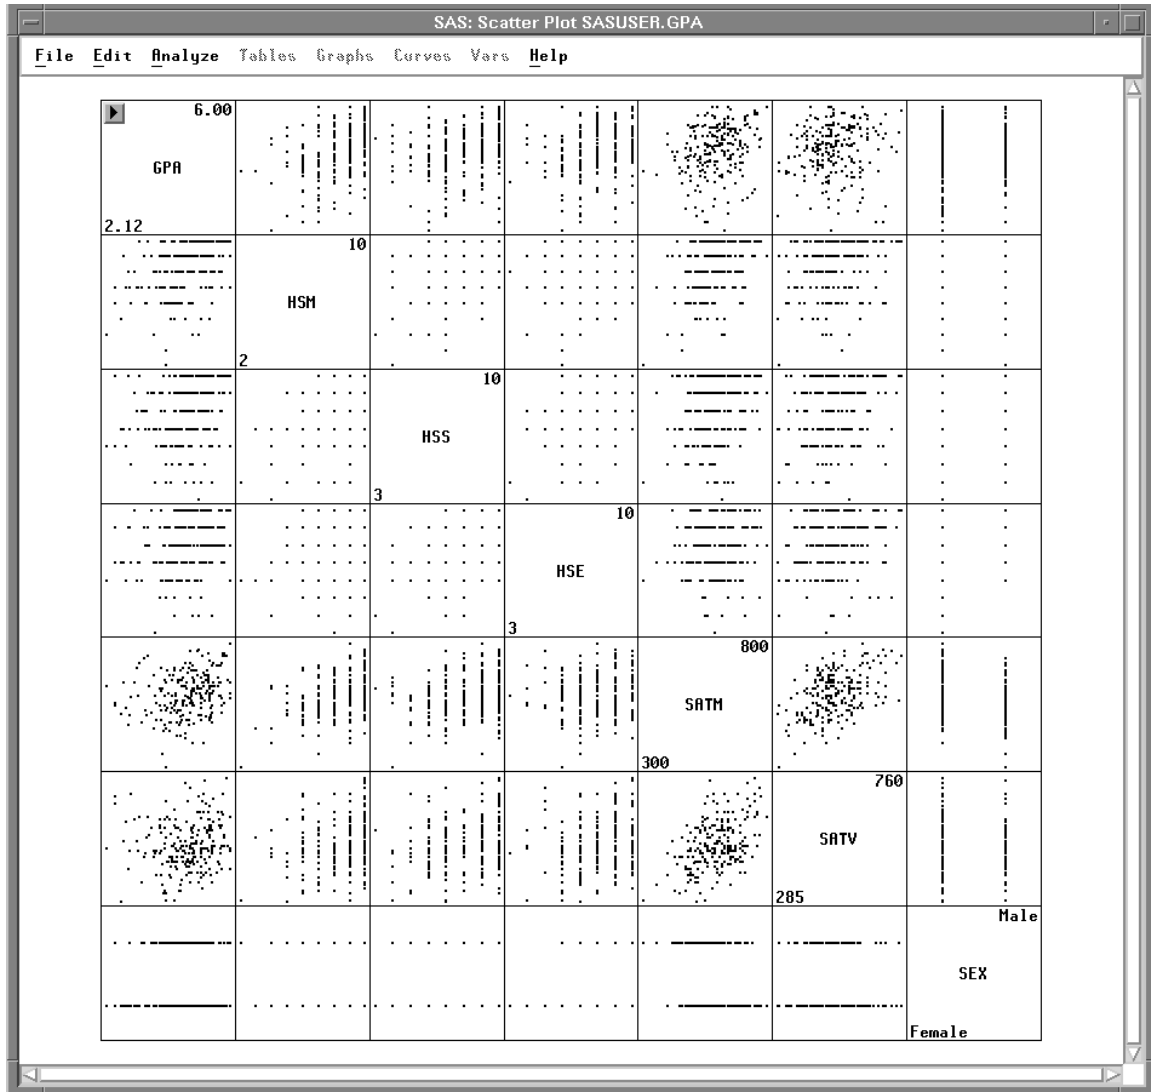 SAS: Scatter Plot SASUSER.GPA
File Edit Analyze Tables Graphs Curves Vars Help
6.00
GPA
2.12
10
HSM
2
10
HSS
3
10
HSE
3
800
SATM
300
760
SATV
285
Male
SEX
Female